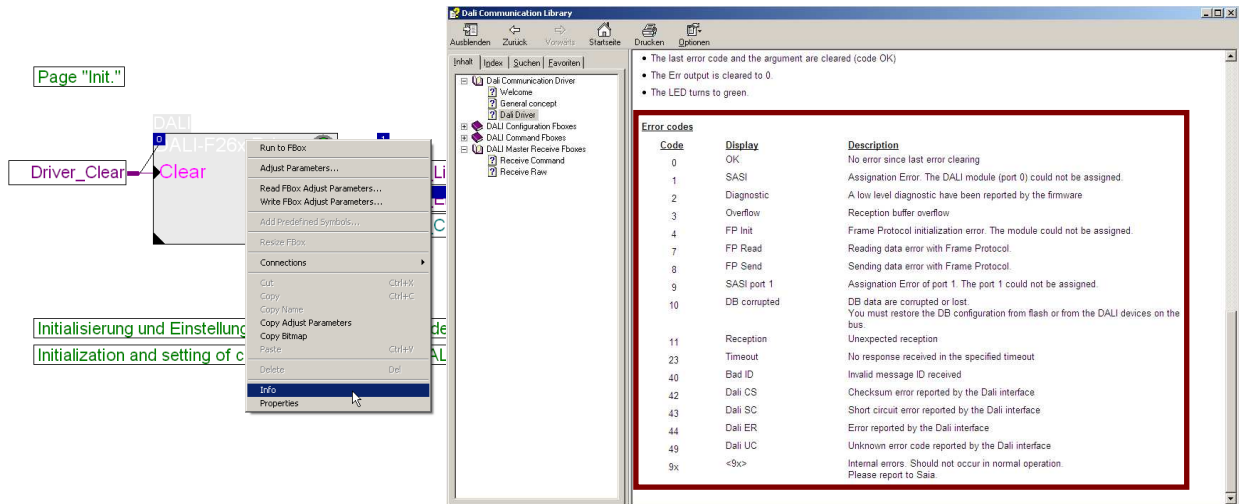 Page "Init."
DALI
0
DALI-F26x
1
Driver_Clear
Clear
Initialisierung und Einstellung
Initialization and setting of c
Run to FBox
Adjust Parameters...
Read FBox Adjust Parameters...
Write FBox Adjust Parameters...
Add Predefined Symbols...
Resize FBox
Connections
Cut Ctrl+X
Copy Ctrl+C
Copy Name
Copy Adjust Parameters
Copy Bitmap
Paste Ctrl+V
Delete Del
Info
Properties
Dali Communication Library
Ausblenden Zurück Vorwärts Startseite Drucken Optionen
Inhalt Index Suchen Favoriten
Dali Communication Driver
Welcome
General concept
Dali Driver
DALI Configuration Fboxes
DALI Command Fboxes
DALI Master Receive Fboxes
Receive Command
Receive Raw
• The last error code and the argument are cleared (code OK)
• The Err output is cleared to 0.
• The LED turns to green.
Error codes
Code Display Description
0 OK No error since last error clearing
1 SASI Assignation Error. The DALI module (port 0) could not be assigned.
2 Diagnostic A low level diagnostic have been reported by the firmware
3 Overflow Reception buffer overflow
4 FP Init Frame Protocol initialization error. The module could not be assigned.
7 FP Read Reading data error with Frame Protocol.
8 FP Send Sending data error with Frame Protocol.
9 SASI port 1 Assignation Error of port 1. The port 1 could not be assigned.
10 DB corrupted DB data are corrupted or lost.
You must restore the DB configuration from flash or from the DALI devices on the
bus.
11 Reception Unexpected reception
23 Timeout No response received in the specified timeout
40 Bad ID Invalid message ID received
42 Dali CS Checksum error reported by the Dali interface
43 Dali SC Short circuit error reported by the Dali interface
44 Dali ER Error reported by the Dali interface
49 Dali UC Unknown error code reported by the Dali interface
9x <9x> Internal errors. Should not occur in normal operation.
Please report to Saia.